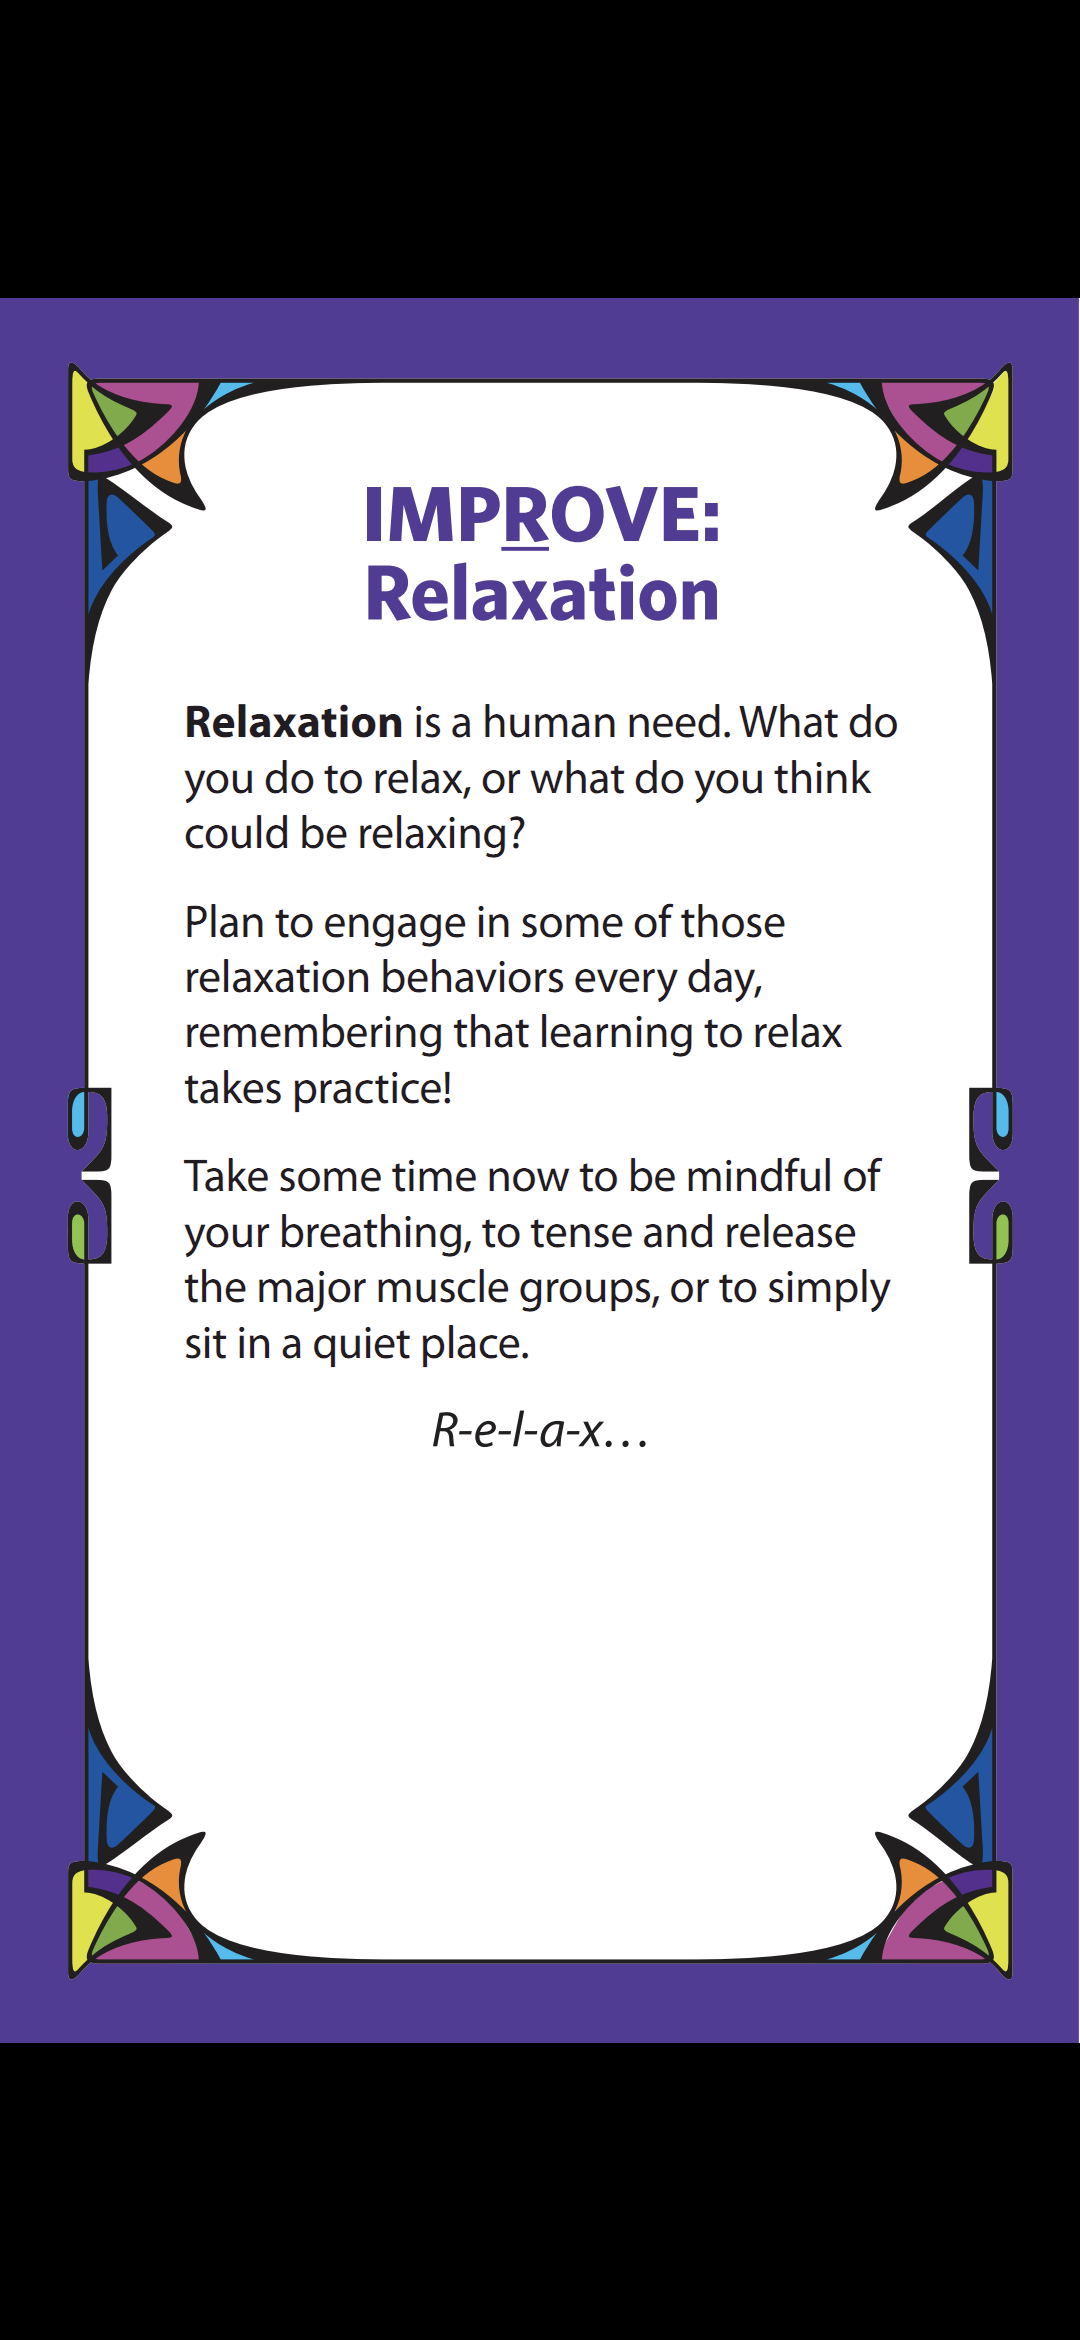 IMPROVE:
Relaxation
Relaxation is a human need. What do
you do to relax, or what do you think
could be relaxing?
Plan to engage in some of those
relaxation behaviors every day,
remembering that learning to relax
takes practice!
Take some time now to be mindful of
your breathing, to tense and release
the major muscle groups, or to simply
sit in a quiet place.
R-e-l-a-x…